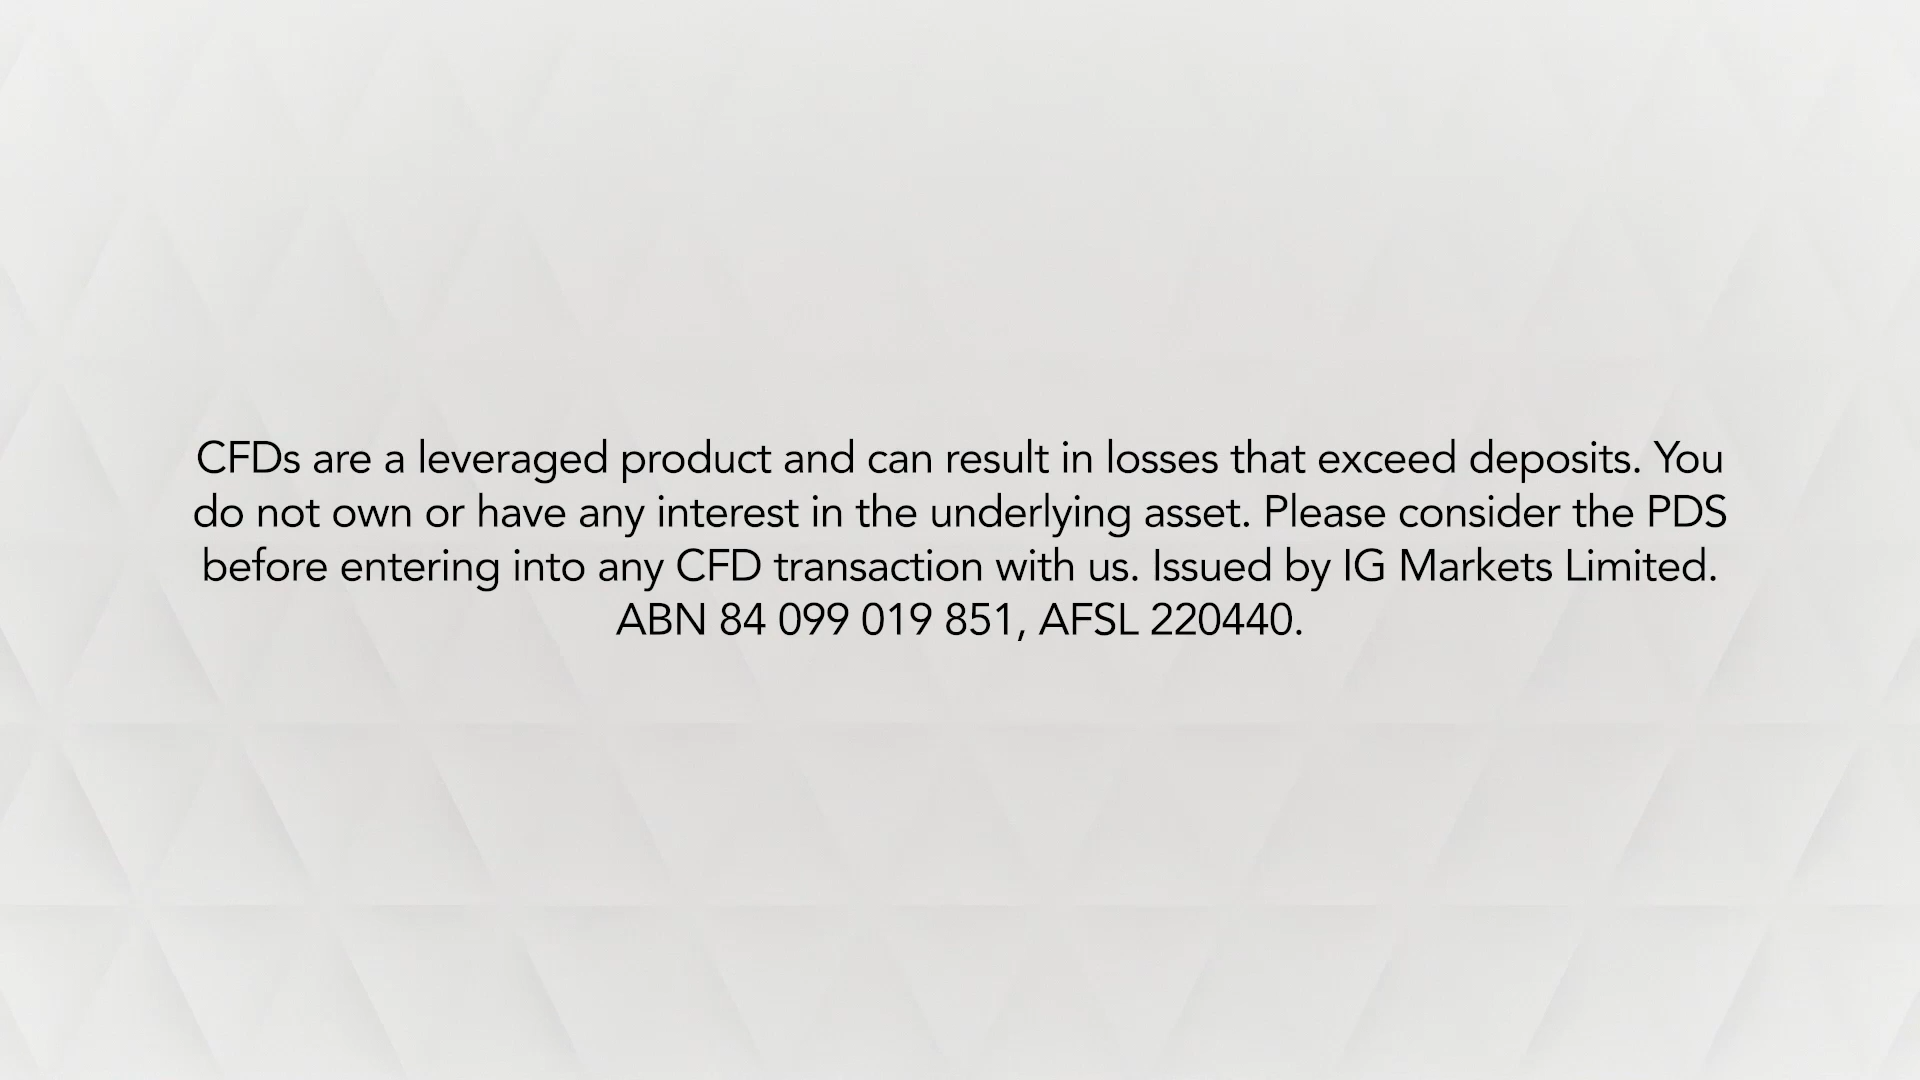 CFDs are a leveraged product and can result in losses that exceed deposits. You
do not own or have any interest in the underlying asset. Please consider the PDS
before entering into any CFD transaction with us. Issued by IG Markets Limited.
ABN 84 099 019 851, AFSL 220440.